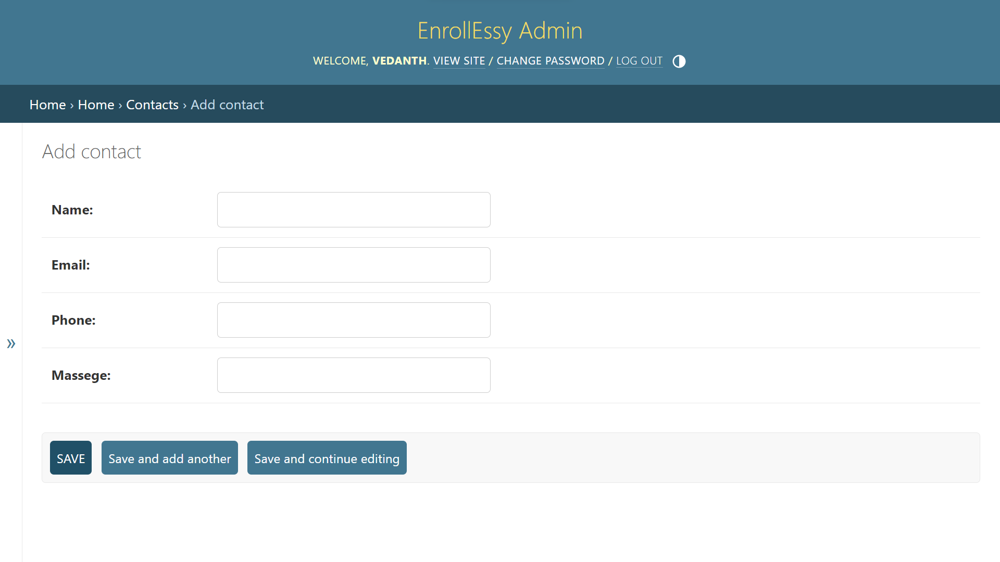 EnrollEssy Admin
WELCOME, VEDANTH. VIEW SITE / CHANGE PASSWORD / LOG OUT
Home › Home › Contacts › Add contact
Add contact
Name:
Email:
Phone:
»
Massege:
SAVE Save and add another Save and continue editing